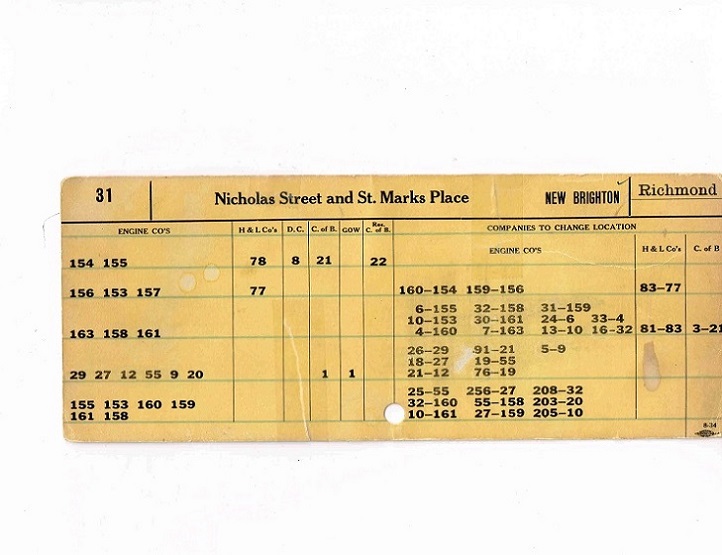 31 Nicholas Street and St. Marks Place NEW BRIGHTON Richmond
ENGINE CO'S H & L Co's D.C. C. of B. GOW Res. C. of B. COMPANIES TO CHANGE LOCATION
ENGINE CO'S H & L Co's C. of B
154 155 78 8 21 22
156 153 157 77 160-154 159-156 83-77
6-155 32-158 31-159
10-153 30-161 24-6 33-4
163 158 161 4-160 7-163 13-10 16-32 81-83 3-21
26-29 91-21 5-9
18-27 19-55
29 27 12 55 9 20 1 1 21-12 76-19
25-55 256-27 208-32
155 153 160 159 32-160 55-158 203-20
161 158 10-161 27-159 205-10
8-34